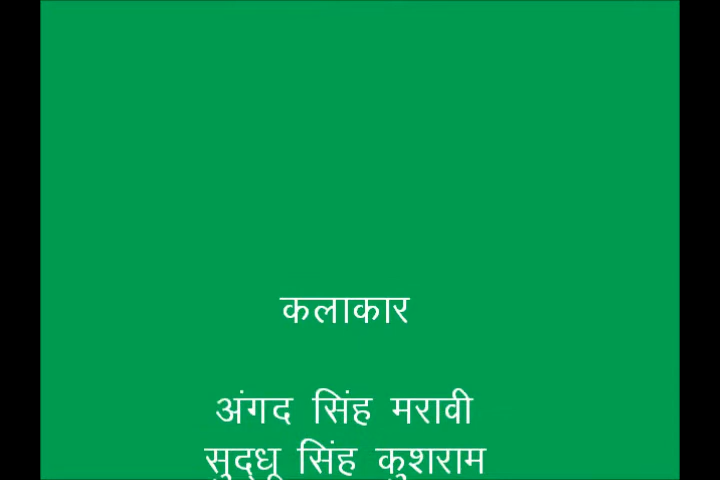 कलाकार
अंगद सिंह मरावी
सुद्धू सिंह कुशराम